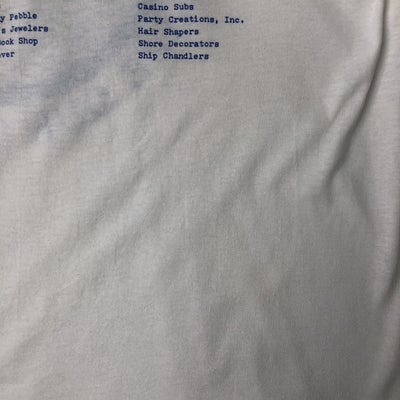 y Pebble
s Jewelers
ock Shop
ver
Casino Subs
Party Creations, Inc.
Hair Shapers
Shore Decorators
Ship Chandlers